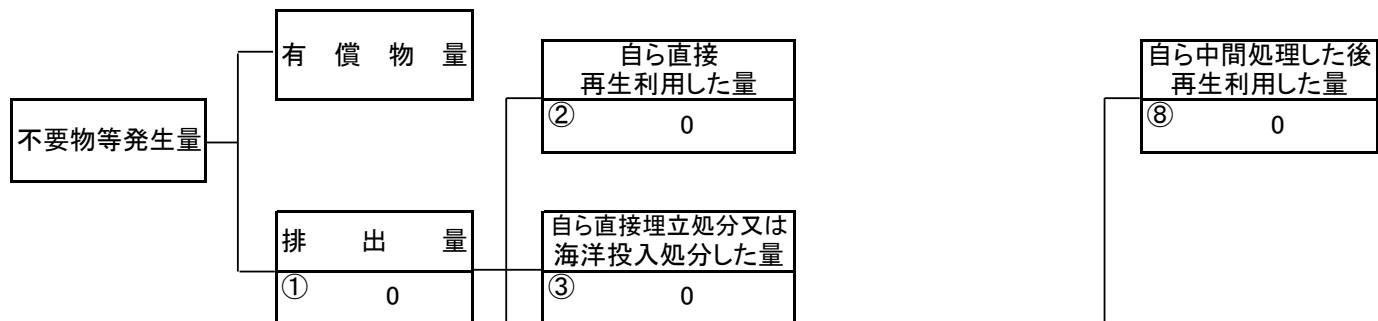 有償物量
自ら直接
再生利用した量
② 0
自ら中間処理した後
再生利用した量
⑧ 0
不要物等発生量
排出量
① 0
自ら直接埋立処分又は
海洋投入処分した量
③ 0